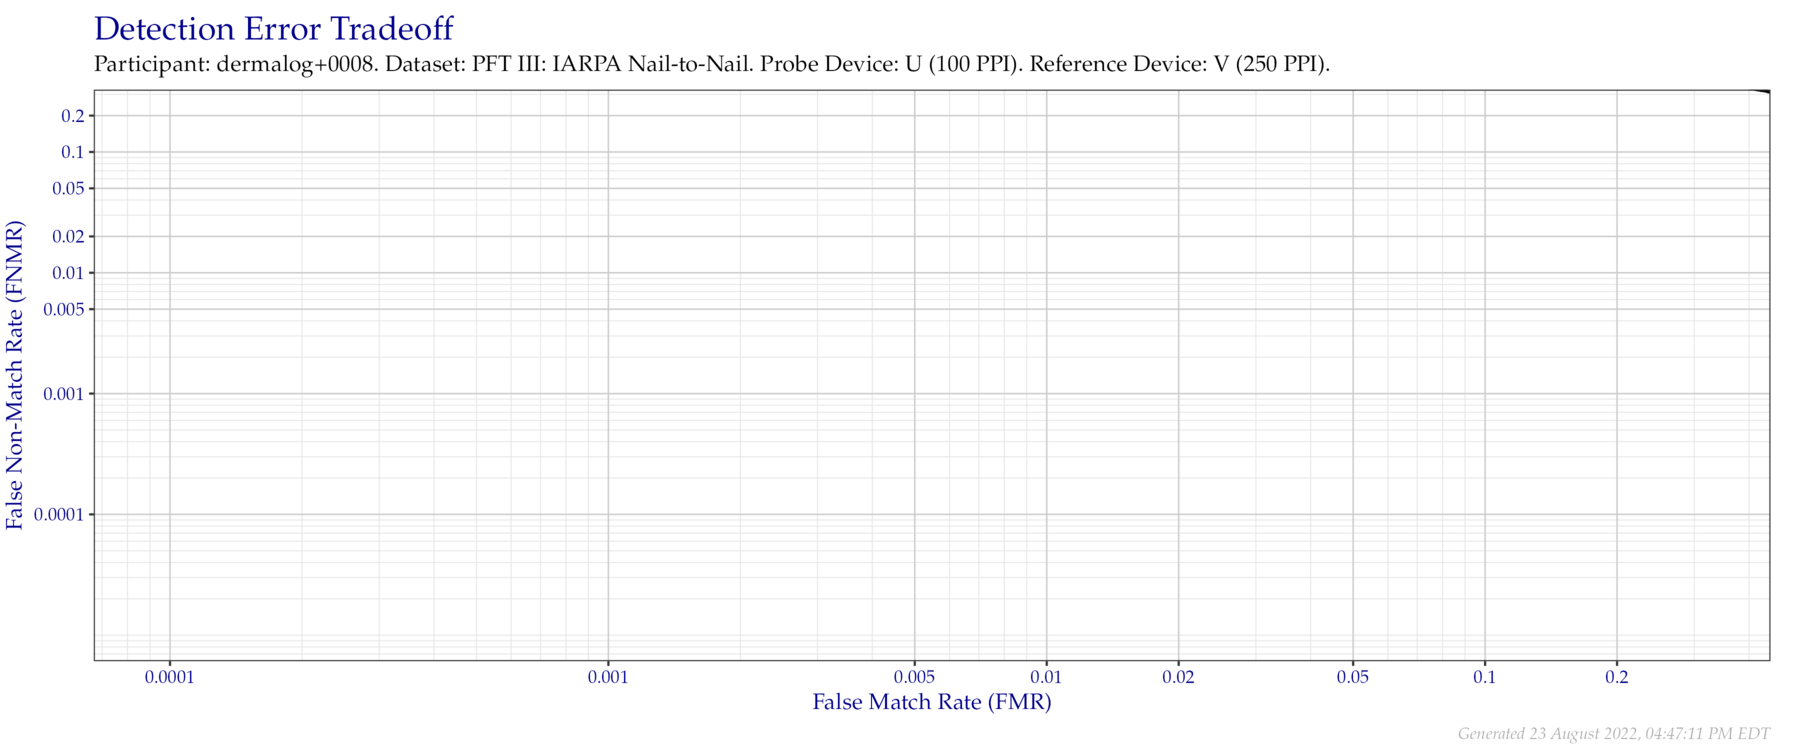 Detection Error Tradeoff
Participant: dermalog+0008. Dataset: PFT III: IARPA Nail-to-Nail. Probe Device: U (100 PPI). Reference Device: V (250 PPI).
False Non-Match Rate (FNMR)
0.2
0.1
0.05
0.02
0.01
0.005
0.001
0.0001
0.0001 0.001 0.005 0.01 0.02 0.05 0.1 0.2
False Match Rate (FMR)
Generated 23 August 2022, 04:47:11 PM EDT